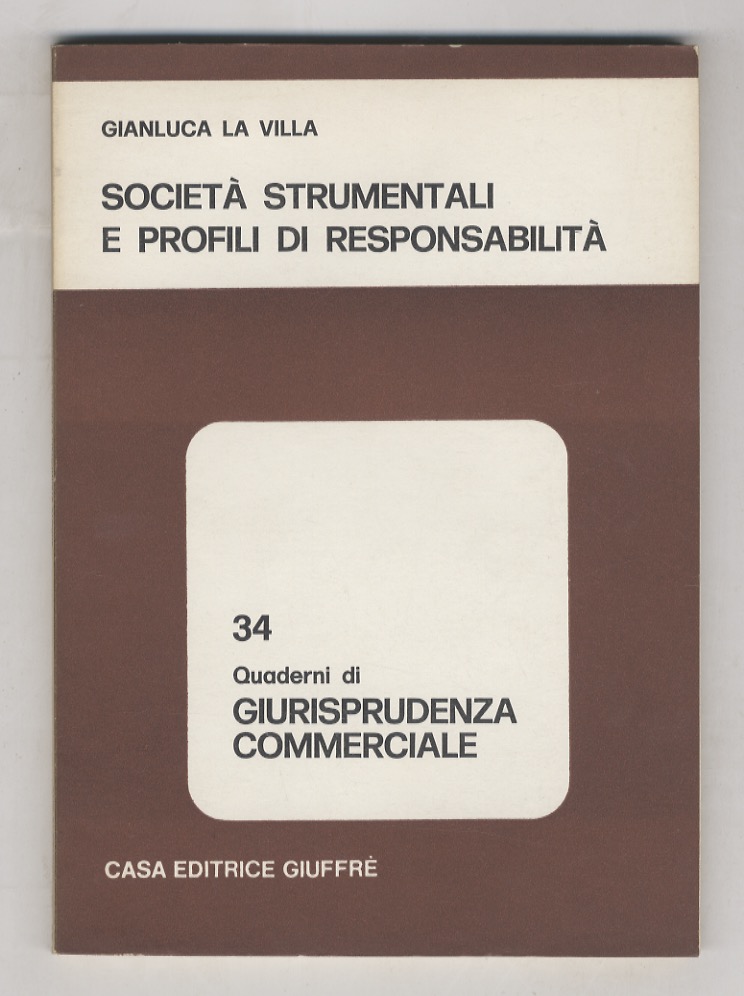 GIANLUCA LA VILLA
SOCIETÀ STRUMENTALI
E PROFILI DI RESPONSABILITÀ
34
Quaderni di
GIURISPRUDENZA
COMMERCIALE
CASA EDITRICE GIUFFRÈ